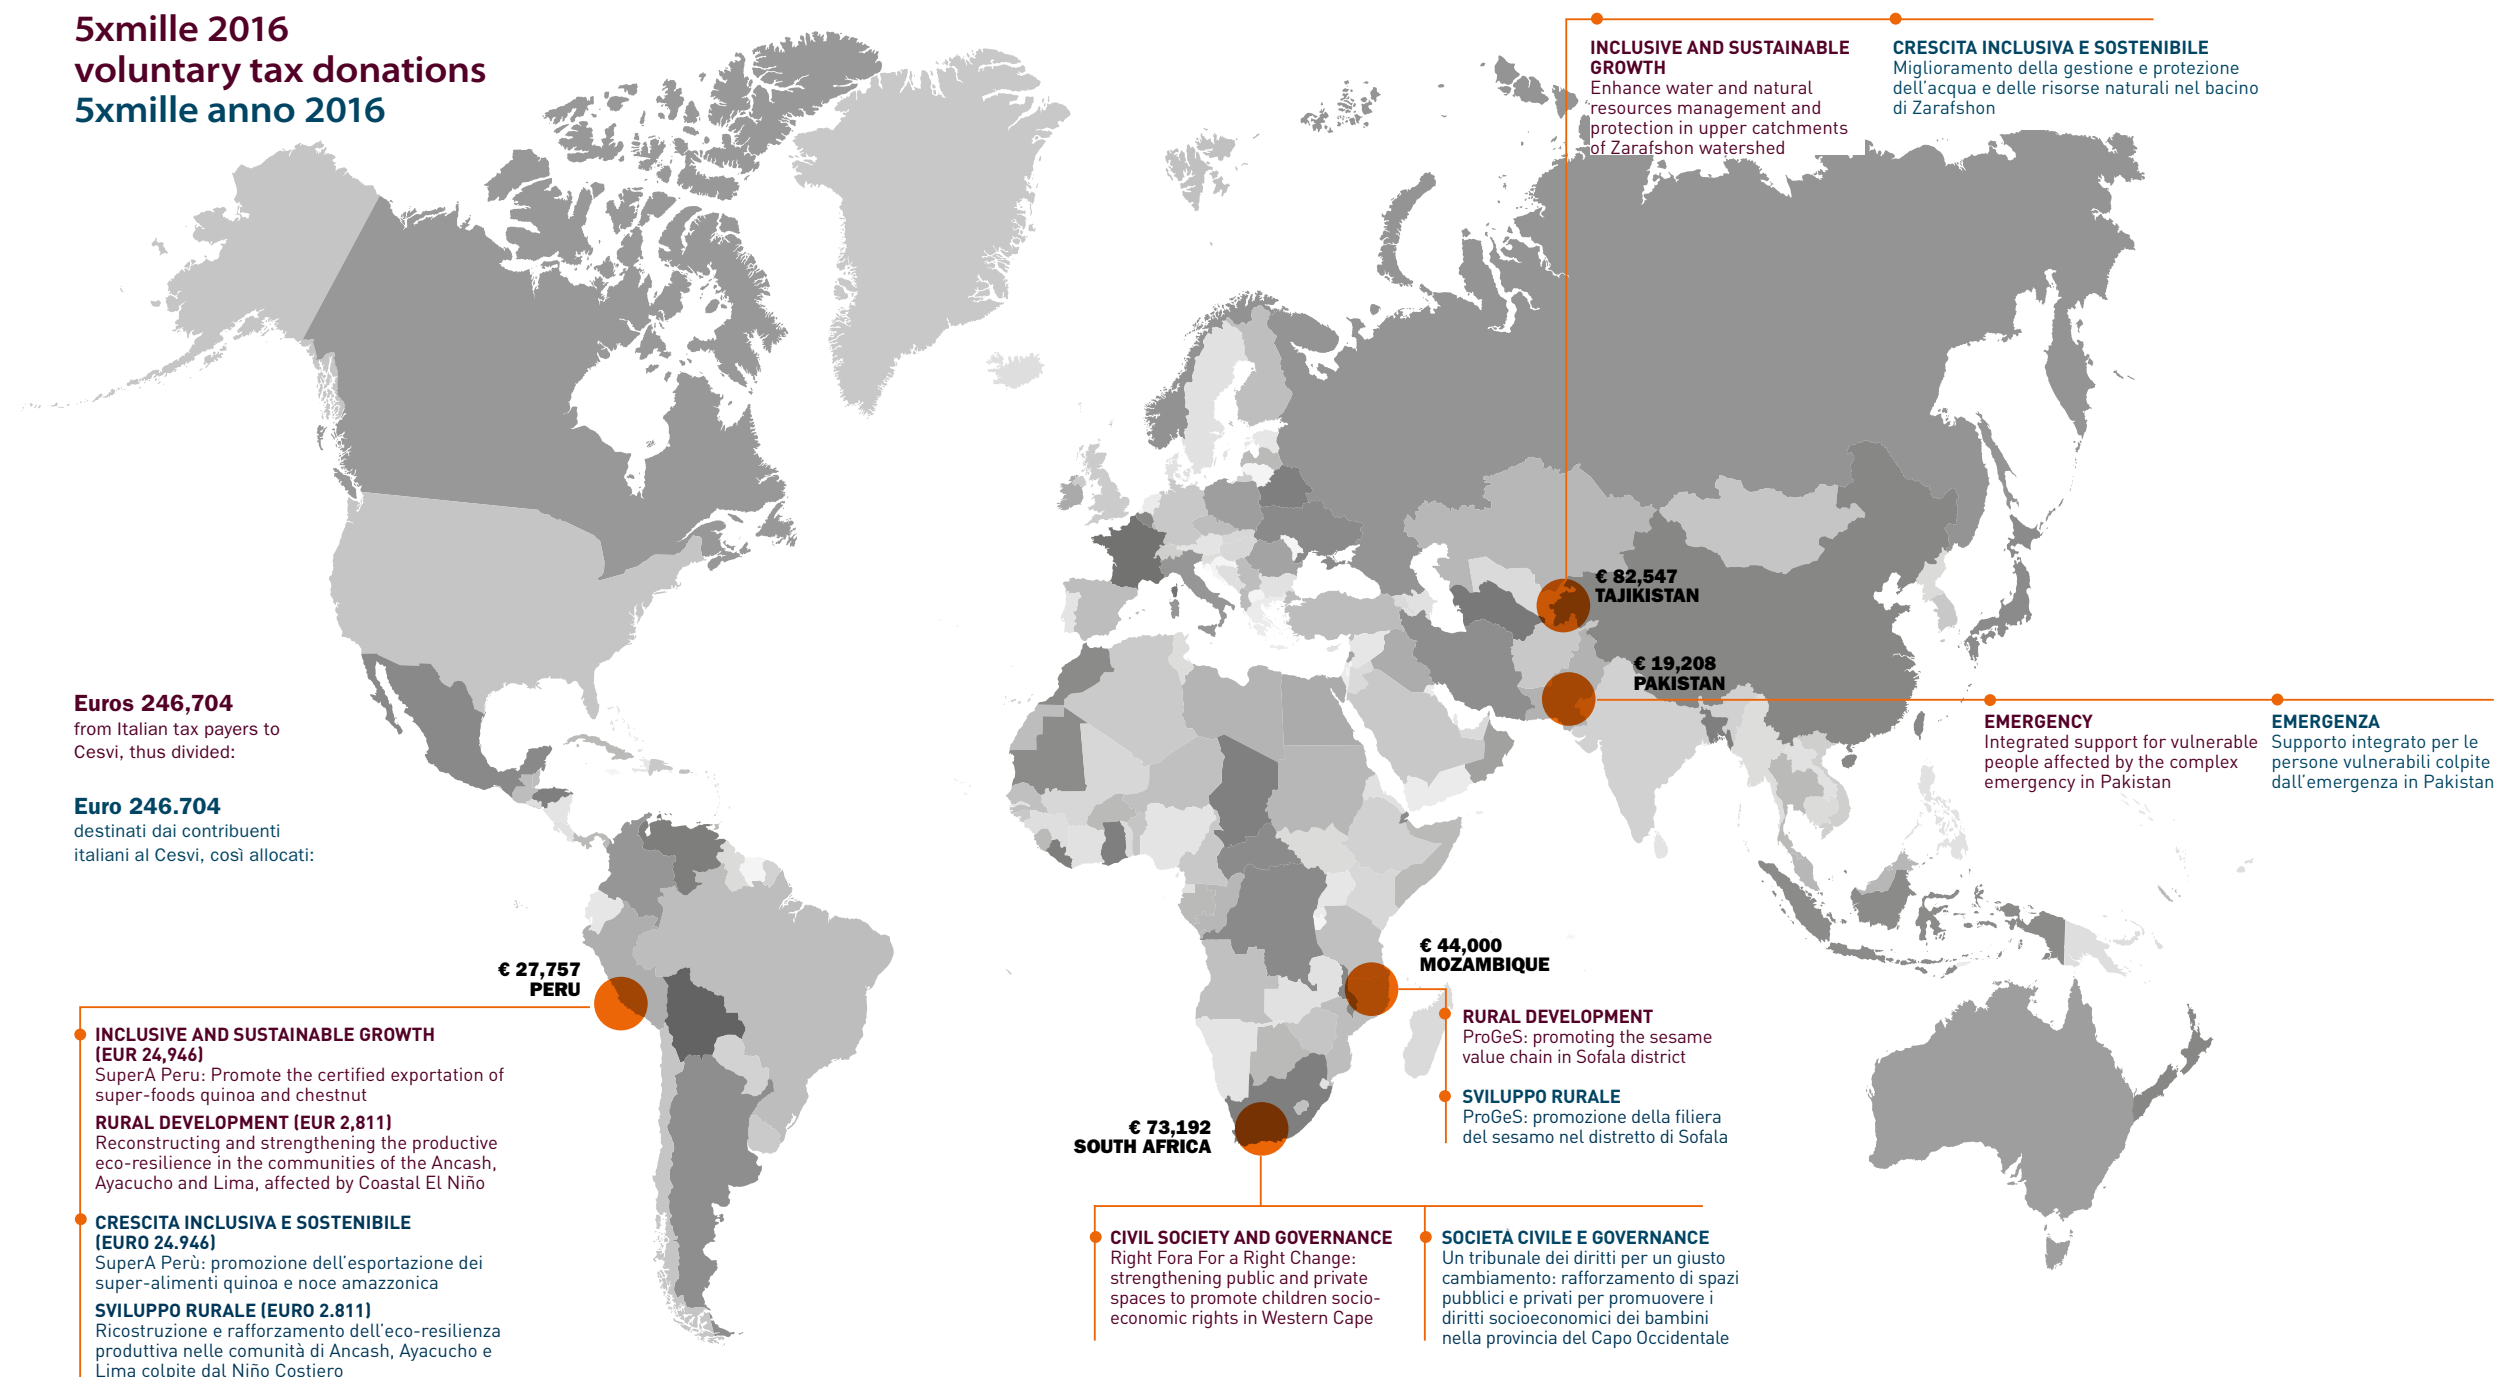 5xmille 2016
voluntary tax donations
5xmille anno 2016
INCLUSIVE AND SUSTAINABLE
GROWTH
Enhance water and natural
resources management and
protection in upper catchments
of Zarafshon watershed
CRESCITA INCLUSIVA E SOSTENIBILE
Miglioramento della gestione e protezione
dell'acqua e delle risorse naturali nel bacino
di Zarafshon
€ 82,547
TAJIKISTAN
€ 19,208
PAKISTAN
EMERGENCY
Integrated support for vulnerable
people affected by the complex
emergency in Pakistan
EMERGENZA
Supporto integrato per le
persone vulnerabili colpite
dall'emergenza in Pakistan
Euros 246,704
from Italian tax payers to
Cesvi, thus divided:
Euro 246.704
destinati dai contribuenti
italiani al Cesvi, così allocati:
€ 27,757
PERU
INCLUSIVE AND SUSTAINABLE GROWTH
(EUR 24,946)
SuperA Peru: Promote the certified exportation of
super-foods quinoa and chestnut
RURAL DEVELOPMENT (EUR 2,811)
Reconstructing and strengthening the productive
eco-resilience in the communities of the Ancash,
Ayacucho and Lima, affected by Coastal El Niño
CRESCITA INCLUSIVA E SOSTENIBILE
(EURO 24.946)
SuperA Perù: promozione dell'esportazione dei
super-alimenti quinoa e noce amazzonica
SVILUPPO RURALE (EURO 2.811)
Ricostruzione e rafforzamento dell'eco-resilienza
produttiva nelle comunità di Ancash, Ayacucho e
Lima colpite dal Niño Costiero
€ 44,000
MOZAMBIQUE
RURAL DEVELOPMENT
ProGeS: promoting the sesame
value chain in Sofala district
SVILUPPO RURALE
ProGeS: promozione della filiera
del sesamo nel distretto di Sofala
€ 73,192
SOUTH AFRICA
CIVIL SOCIETY AND GOVERNANCE
Right Fora For a Right Change:
strengthening public and private
spaces to promote children socio-
economic rights in Western Cape
SOCIETÀ CIVILE E GOVERNANCE
Un tribunale dei diritti per un giusto
cambiamento: rafforzamento di spazi
pubblici e privati per promuovere i
diritti socioeconomici dei bambini
nella provincia del Capo Occidentale